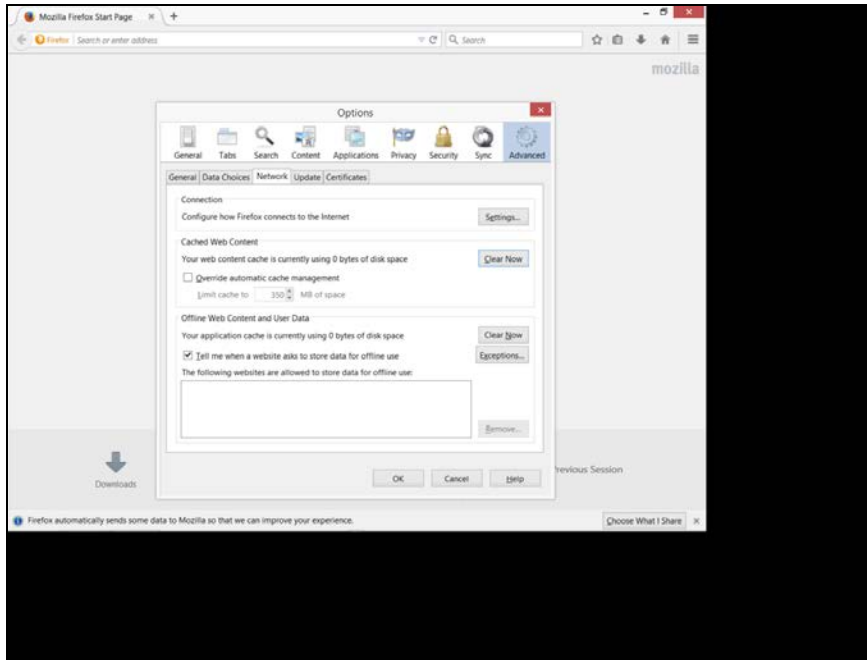 Mozilla Firefox Start Page
Firefox Search or enter address Search
mozilla
Options
General Tabs Search Content Applications Privacy Security Sync Advanced
General Data Choices Network Update Certificates
Connection
Configure how Firefox connects to the Internet Settings...
Cached Web Content
Your web content cache is currently using 0 bytes of disk space Clear Now
Override automatic cache management
Limit cache to 350 MB of space
Offline Web Content and User Data
Your application cache is currently using 0 bytes of disk space Clear Now
Tell me when a website asks to store data for offline use Exceptions...
The following websites are allowed to store data for offline use:
Remove...
OK Cancel Help
Downloads Previous Session
Firefox automatically sends some data to Mozilla so that we can improve your experience. Choose What I Share